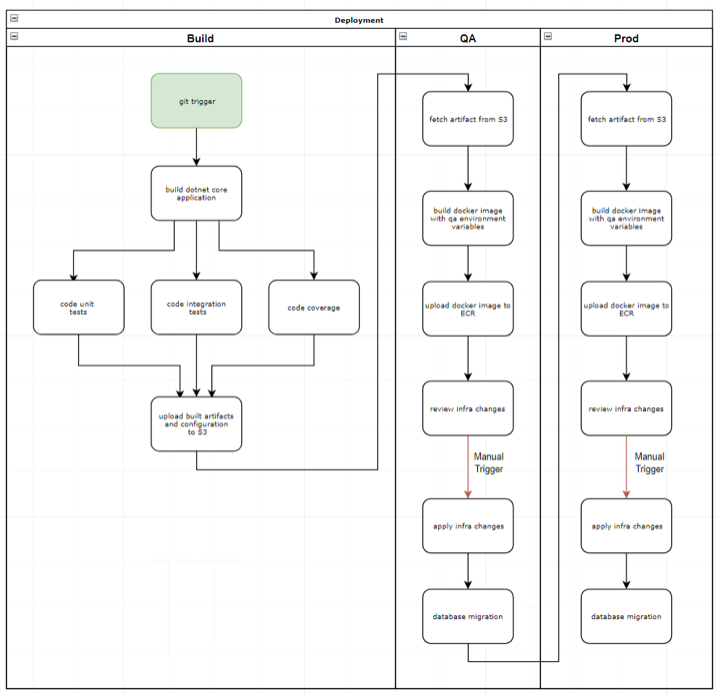 Deployment
Build
git trigger
build dotnet core
application
code unit
tests
code integration
tests
code coverage
upload built artifacts
and configuration
to S3
QA
fetch artifact from S3
build docker image
with qa environment
variables
upload docker image to
ECR
review infra changes
Manual
Trigger
apply infra changes
database migration
Prod
fetch artifact from S3
build docker image
with qa environment
variables
upload docker image to
ECR
review infra changes
Manual
Trigger
apply infra changes
database migration